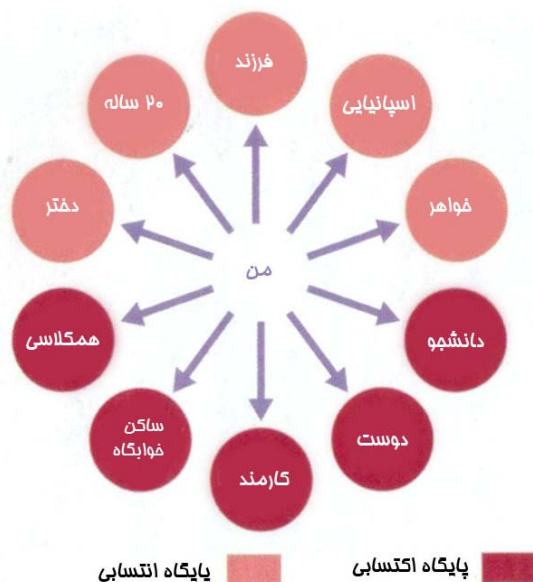 فرزند
اسپانیایی
۲۰ ساله
خواهر
دختر
من
دانشجو
همکلاسی
دوست
ساکن
خوابگاه
کارمند
پایگاه اکتسابی
پایگاه انتسابی